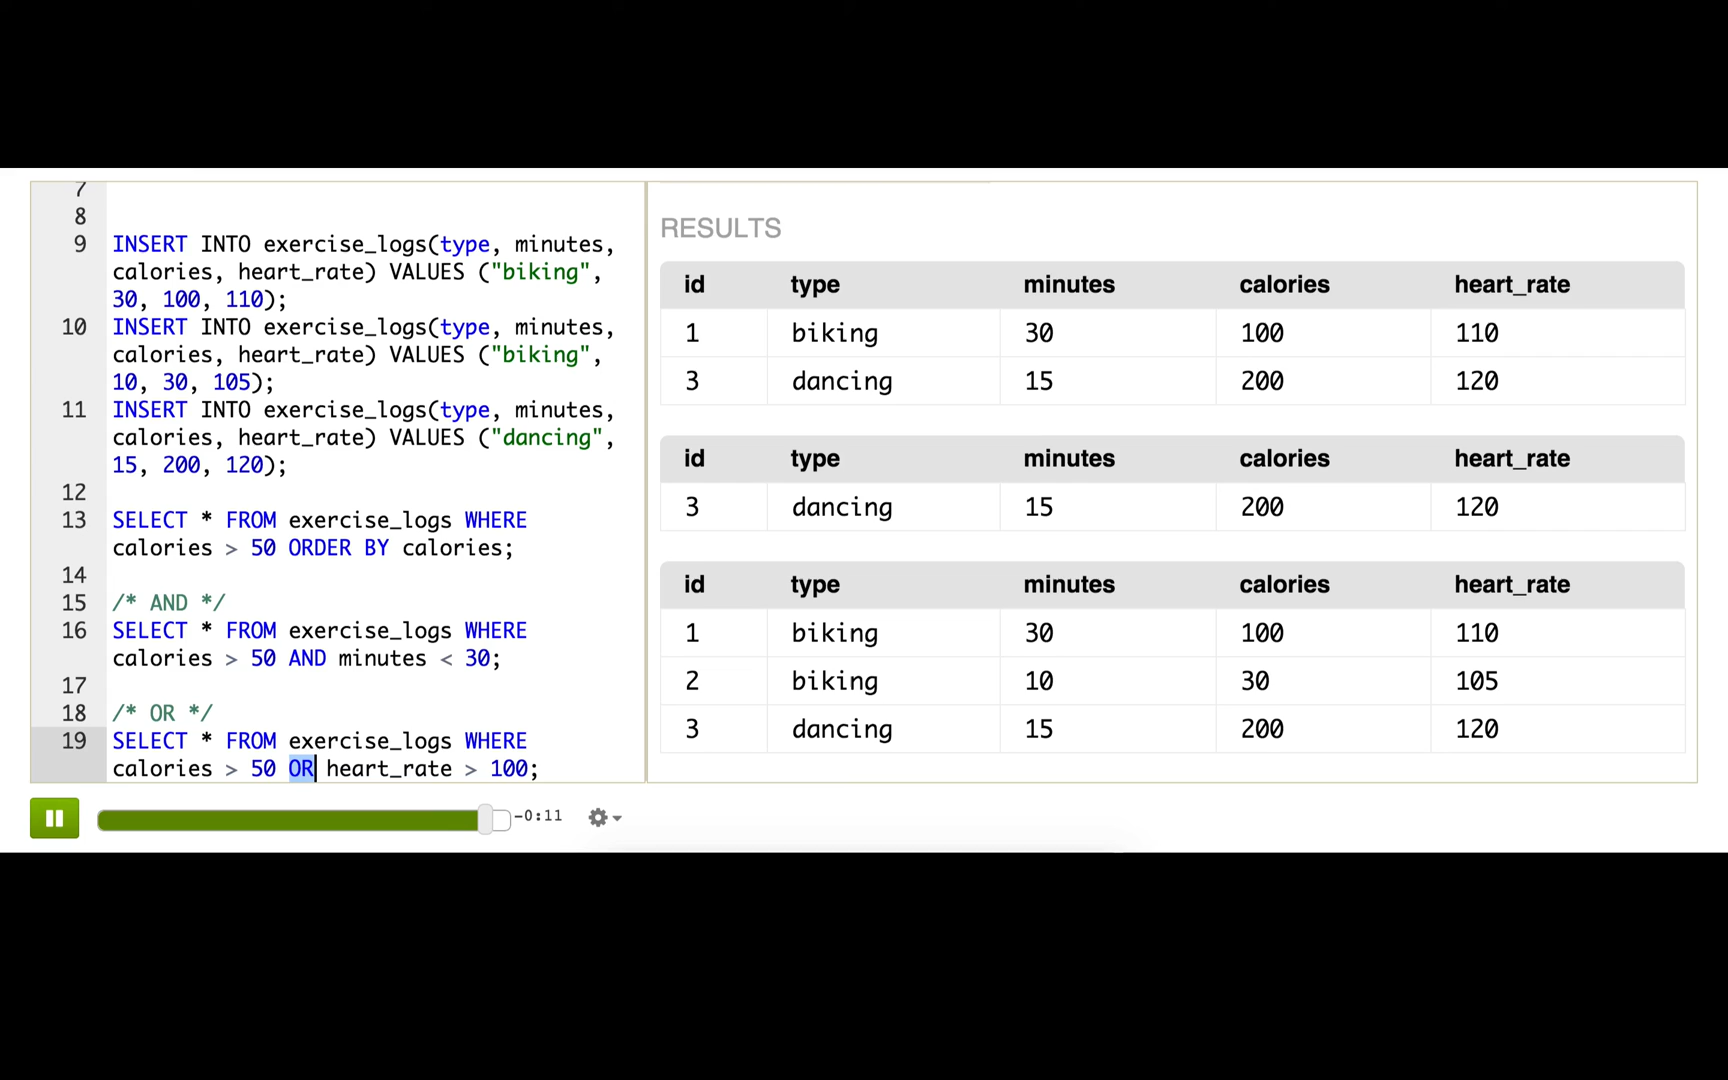 7
8
9 INSERT INTO exercise_logs(type, minutes,
calories, heart_rate) VALUES ("biking",
30, 100, 110);
10 INSERT INTO exercise_logs(type, minutes,
calories, heart_rate) VALUES ("biking",
10, 30, 105);
11 INSERT INTO exercise_logs(type, minutes,
calories, heart_rate) VALUES ("dancing",
15, 200, 120);
12
13 SELECT * FROM exercise_logs WHERE
calories > 50 ORDER BY calories;
14
15 /* AND */
16 SELECT * FROM exercise_logs WHERE
calories > 50 AND minutes < 30;
17
18 /* OR */
19 SELECT * FROM exercise_logs WHERE
calories > 50 OR heart_rate > 100;
-0:11
RESULTS
id type minutes calories heart_rate
1 biking 30 100 110
3 dancing 15 200 120
id type minutes calories heart_rate
3 dancing 15 200 120
id type minutes calories heart_rate
1 biking 30 100 110
2 biking 10 30 105
3 dancing 15 200 120